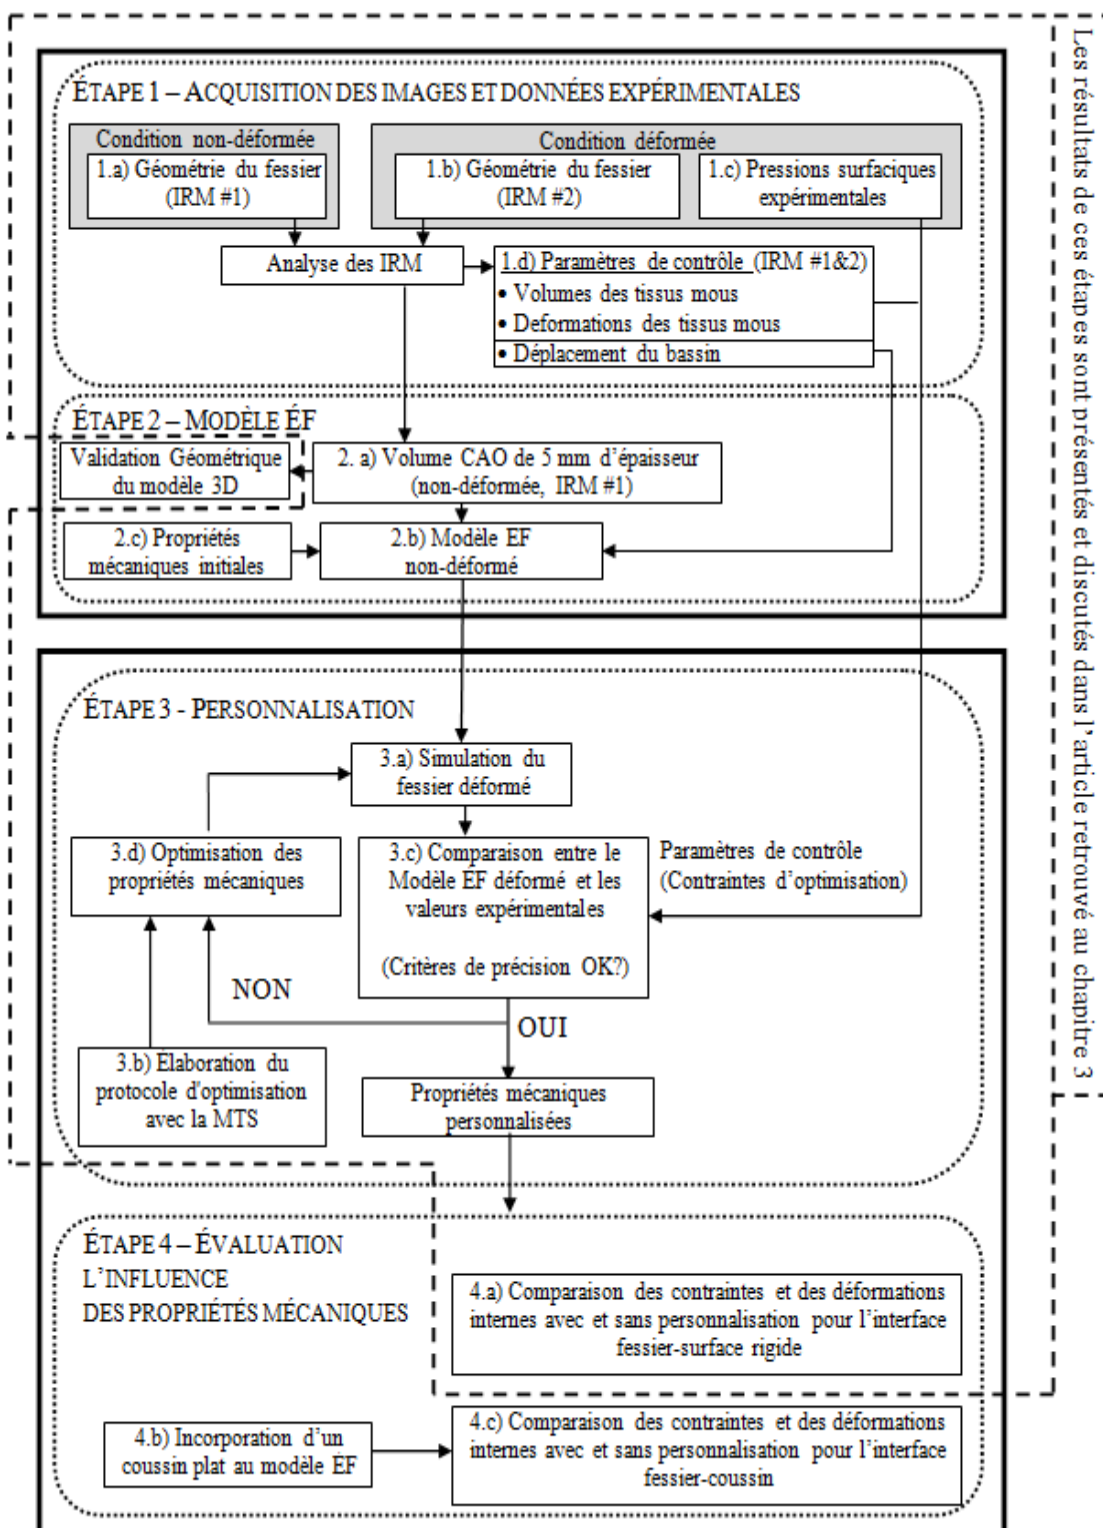 ÉTAPE 1 – ACQUISITION DES IMAGES ET DONNÉES EXPÉRIMENTALES
Condition non-déformée
1.a) Géométrie du fessier
(IRM #1)
Condition déformée
1.b) Géométrie du fessier
(IRM #2)
1.c) Pressions surfaciques
expérimentales
Analyse des IRM
1.d) Paramètres de contrôle (IRM #1&2)
• Volumes des tissus mous
• Deformations des tissus mous
• Déplacement du bassin
ÉTAPE 2 – MODÈLE ÉF
Validation Géométrique
du modèle 3D
2. a) Volume CAO de 5 mm d'épaisseur
(non-déformée, IRM #1)
2.c) Propriétés
mécaniques initiales
2.b) Modèle EF
non-déformé
ÉTAPE 3 - PERSONNALISATION
3.a) Simulation du
fessier déformé
3.d) Optimisation des
propriétés mécaniques
3.c) Comparaison entre le
Modèle EF déformé et les
valeurs expérimentales
(Critères de précision OK?)
Paramètres de contrôle
(Contraintes d'optimisation)
NON
OUI
3.b) Élaboration du
protocole d'optimisation
avec la MTS
Propriétés mécaniques
personnalisées
ÉTAPE 4 – ÉVALUATION
L'INFLUENCE
DES PROPRIÉTÉS MÉCANIQUES
4.a) Comparaison des contraintes et des déformations
internes avec et sans personnalisation pour l'interface
fessier-surface rigide
4.b) Incorporation d'un
coussin plat au modèle ÉF
4.c) Comparaison des contraintes et des déformations
internes avec et sans personnalisation pour l'interface
fessier-coussin
Les résultats de ces étapes sont présentés et discutés dans l'article retrouvé au chapitre 3